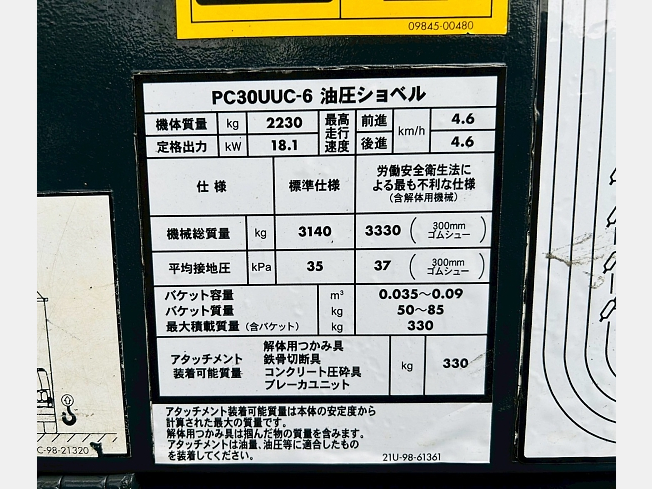 09845-00480
PC30UUC-6 油圧ショベル
機体質量 kg 2230 最高走行速度 前進 km/h 4.6
定格出力 kW 18.1 後進 4.6
仕様 標準仕様 労働安全衛生法による最も不利な仕様(含解体用機械)
機械総質量 kg 3140 3330 (300mm ゴムシュー)
平均接地圧 kPa 35 37 (300mm ゴムシュー)
バケット容量 m³ 0.035〜0.09
バケット質量 kg 50〜85
最大積載質量(含バケット) kg 330
アタッチメント装着可能質量 解体用つかみ具 kg 330
鉄骨切断具
コンクリート圧砕具
ブレーカユニット
アタッチメント装着可能質量は本体の安定度から
計算された最大の質量です。
解体用つかみ具は掴んだ物の質量を含みます。
アタッチメントは油量、油圧等に適合したもの
を装着してください。
21U-98-61361
C-98-21320